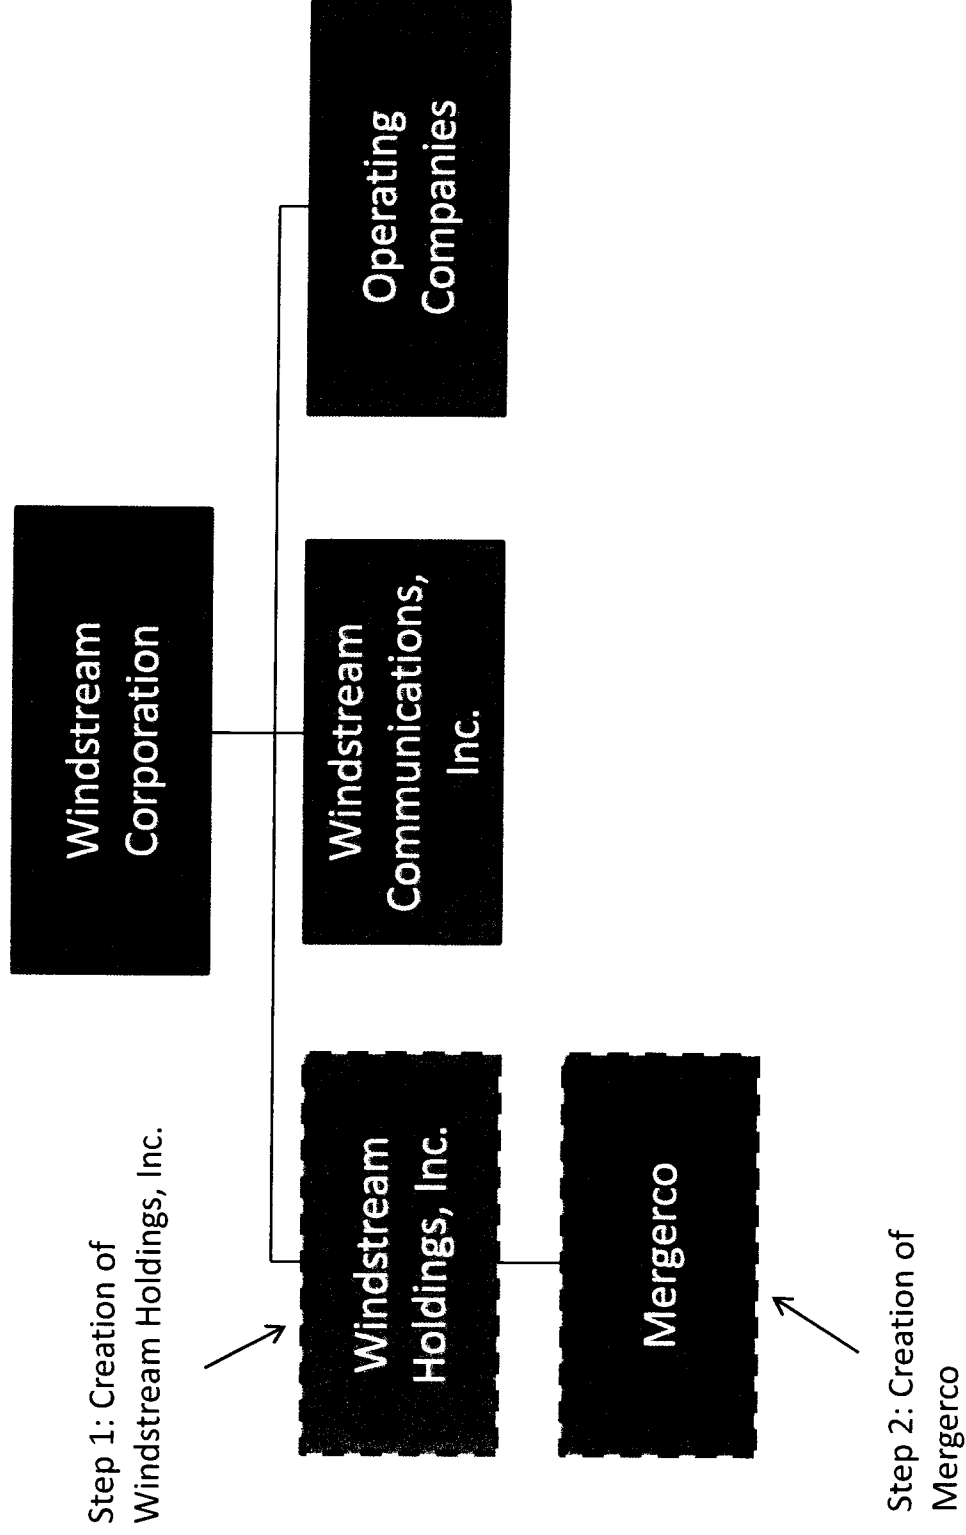 Windstream
Corporation
Step 1: Creation of
Windstream Holdings, Inc.
Windstream
Holdings, Inc.
Windstream
Communications,
Inc.
Operating
Companies
Mergerco
Step 2: Creation of
Mergerco